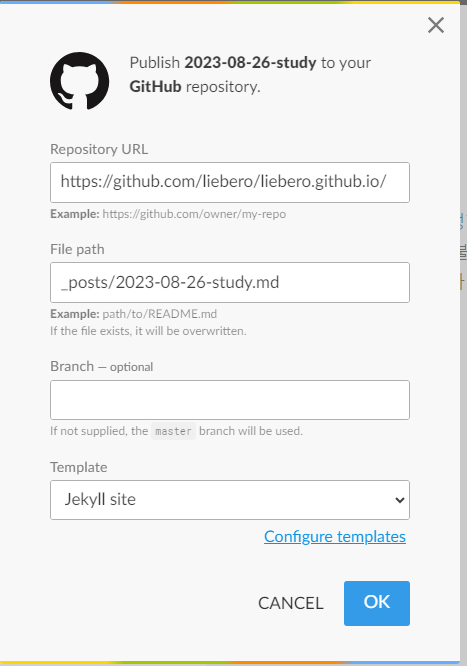 Publish 2023-08-26-study to your
GitHub repository.
Repository URL
https://github.com/liebero/liebero.github.io/
Example: https://github.com/owner/my-repo
File path
_posts/2023-08-26-study.md
Example: path/to/README.md
If the file exists, it will be overwritten.
Branch — optional
If not supplied, the master branch will be used.
Template
Jekyll site
Configure templates
CANCEL
OK